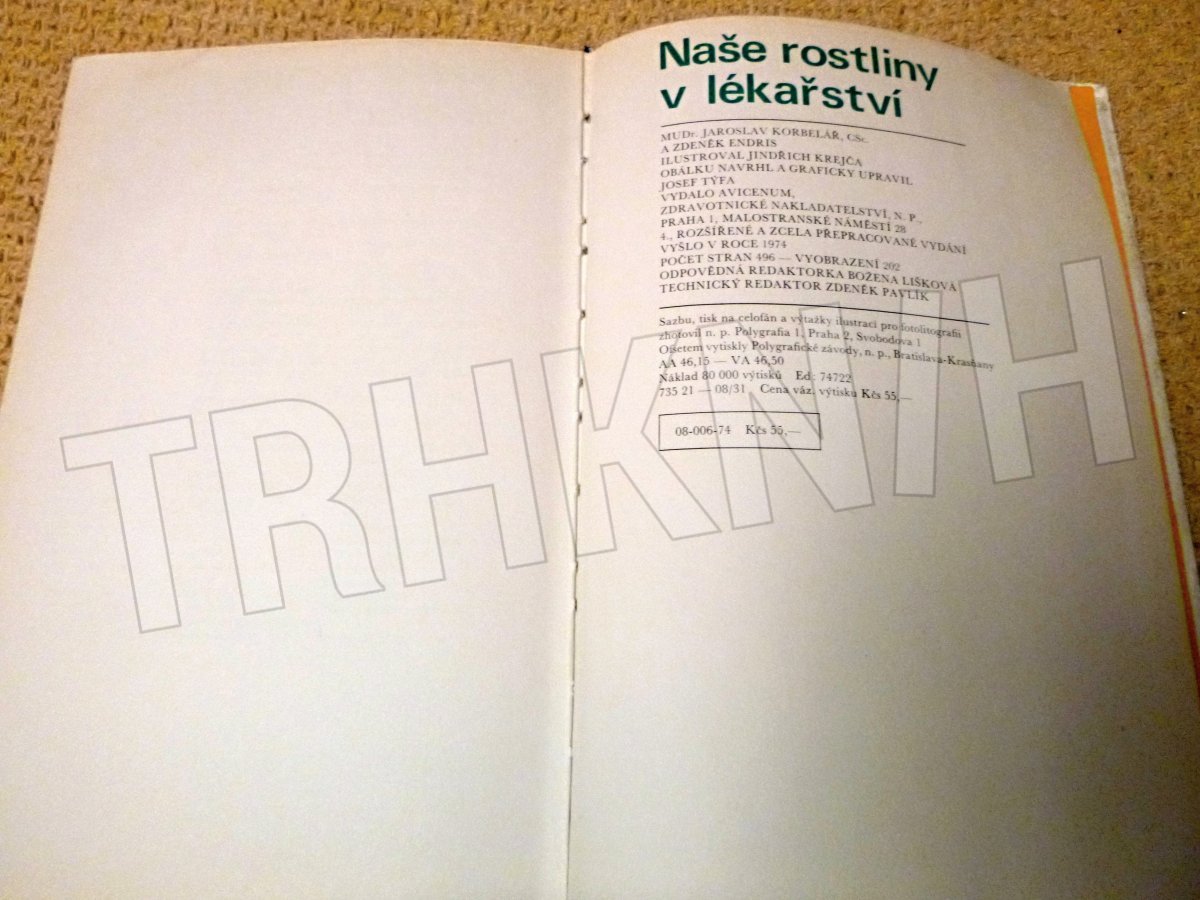 Naše rostliny
v lékařství
MUDr. JAROSLAV KORBELÁŘ, CSc.
A ZDENĚK ENDRIS
ILUSTROVAL JINDŘICH KREJČA
OBÁLKU NAVRHL A GRAFICKY UPRAVIL
JOSEF TÝFA
VYDALO AVICENUM,
ZDRAVOTNICKÉ NAKLADATELSTVÍ, N. P.,
PRAHA 1, MALOSTRANSKÉ NÁMĚSTÍ 28
4., ROZŠÍŘENÉ A ZCELA PŘEPRACOVANÉ VYDÁNÍ
VYŠLO V ROCE 1974
POČET STRAN 496 — VYOBRAZENÍ 202
ODPOVĚDNÁ REDAKTORKA BOŽENA LIŠKOVÁ
TECHNICKÝ REDAKTOR ZDENĚK PAVLÍK
Sazbu, tisk na celofán a výtažky ilustrací pro fotolitografii
zhotovil n. p. Polygrafia 1, Praha 2, Svobodova 1
Ofsetem vytiskly Polygrafické závody, n. p., Bratislava-Krasňany
AA 46,15 — VA 46,50
Náklad 80 000 výtisků Ed: 74722
735 21 — 08/31 Cena váz. výtisku Kčs 55,—
08-006-74 Kčs 55,—
TRHKNIH